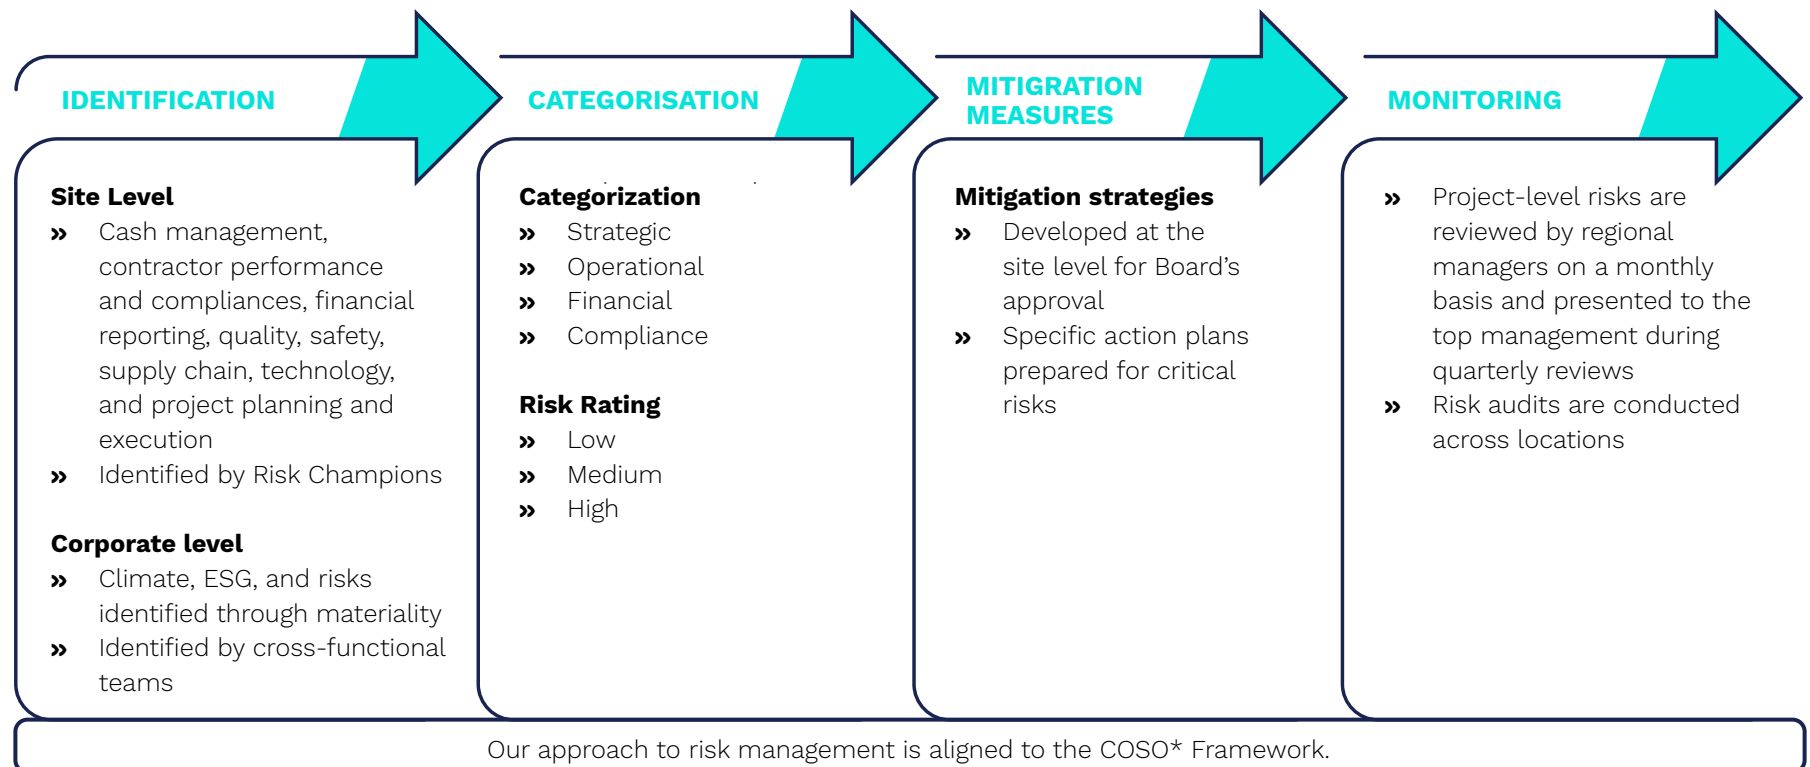 IDENTIFICATION
Site Level
» Cash management,
contractor performance
and compliances, financial
reporting, quality, safety,
supply chain, technology,
and project planning and
execution
» Identified by Risk Champions
Corporate level
» Climate, ESG, and risks
identified through materiality
» Identified by cross-functional
teams
CATEGORISATION
Categorization
» Strategic
» Operational
» Financial
» Compliance
Risk Rating
» Low
» Medium
» High
MITIGRATION
MEASURES
Mitigation strategies
» Developed at the
site level for Board’s
approval
» Specific action plans
prepared for critical
risks
MONITORING
» Project-level risks are
reviewed by regional
managers on a monthly
basis and presented to the
top management during
quarterly reviews
» Risk audits are conducted
across locations
Our approach to risk management is aligned to the COSO* Framework.